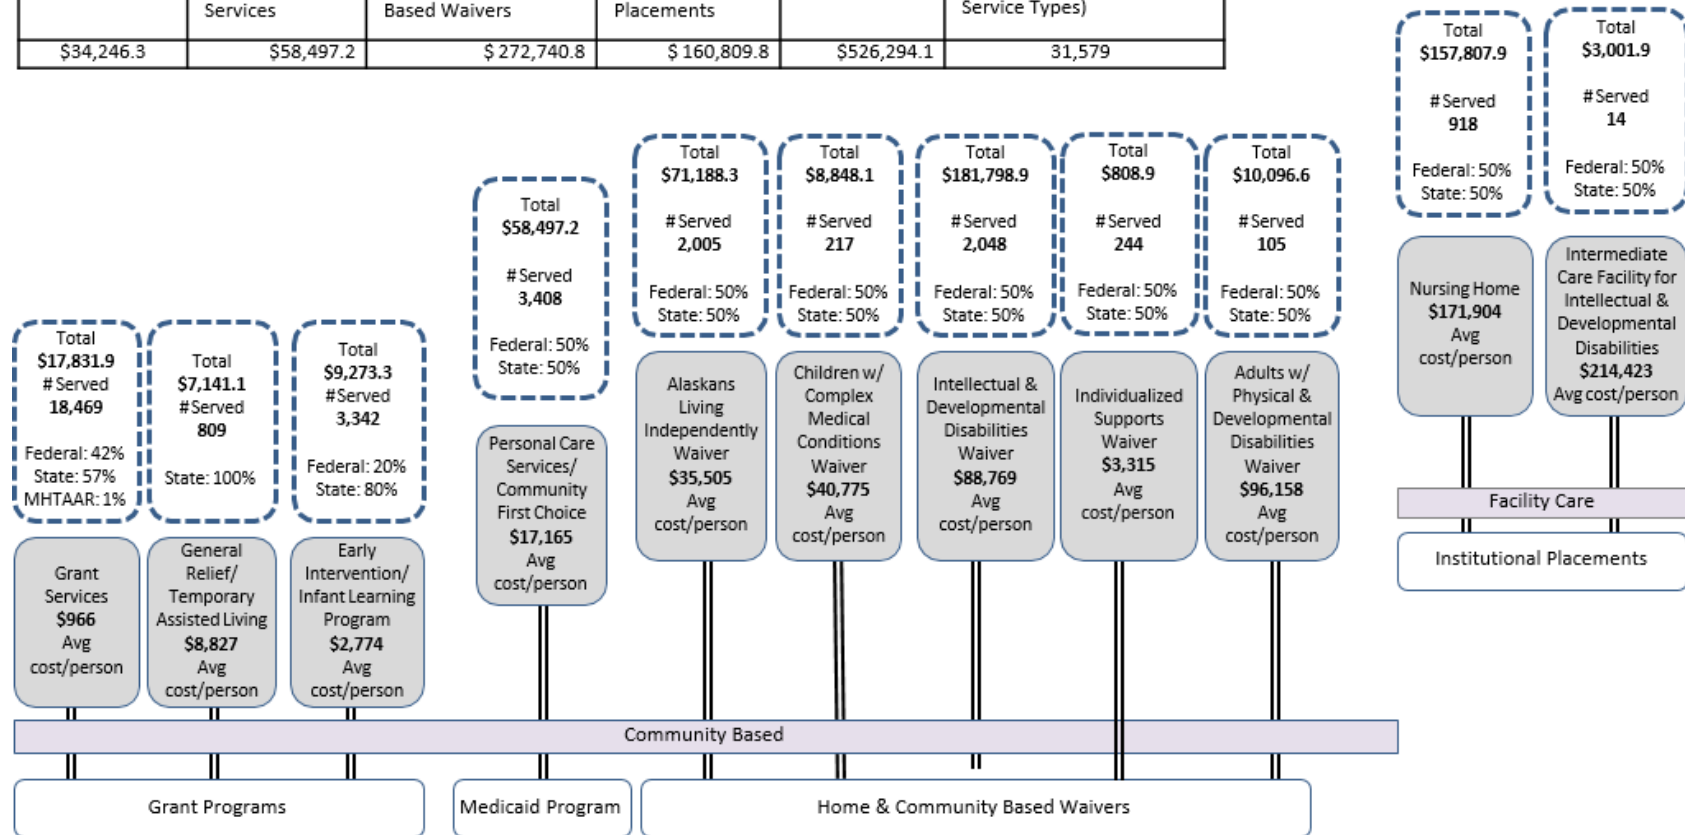 Services
Based Waivers
Placements
Service Types)
$34,246.3
$58,497.2
$ 272,740.8
$ 160,809.8
$526,294.1
31,579
Total
$17,831.9
# Served
18,469
Federal: 42%
State: 57%
MHTAAR: 1%
Grant
Services
$966
Avg
cost/person
Total
$7,141.1
#Served
809
State: 100%
General
Relief/
Temporary
Assisted Living
$8,827
Avg
cost/person
Total
$9,273.3
#Served
3,342
Federal: 20%
State: 80%
Early
Intervention/
Infant Learning
Program
$2,774
Avg
cost/person
Total
$58,497.2
# Served
3,408
Federal: 50%
State: 50%
Personal Care
Services/
Community
First Choice
$17,165
Avg
cost/person
Total
$71,188.3
# Served
2,005
Federal: 50%
State: 50%
Alaskans
Living
Independently
Waiver
$35,505
Avg
cost/person
Total
$8,848.1
# Served
217
Federal: 50%
State: 50%
Children w/
Complex
Medical
Conditions
Waiver
$40,775
Avg
cost/person
Total
$181,798.9
# Served
2,048
Federal: 50%
State: 50%
Intellectual &
Developmental
Disabilities
Waiver
$88,769
Avg
cost/person
Total
$808.9
# Served
244
Federal: 50%
State: 50%
Individualized
Supports
Waiver
$3,315
Avg
cost/person
Total
$10,096.6
# Served
105
Federal: 50%
State: 50%
Adults w/
Physical &
Developmental
Disabilities
Waiver
$96,158
Avg
cost/person
Total
$157,807.9
# Served
918
Federal: 50%
State: 50%
Nursing Home
$171,904
Avg
cost/person
Total
$3,001.9
# Served
14
Federal: 50%
State: 50%
Intermediate
Care Facility for
Intellectual &
Developmental
Disabilities
$214,423
Avg cost/person
Facility Care
Institutional Placements
Community Based
Grant Programs
Medicaid Program
Home & Community Based Waivers